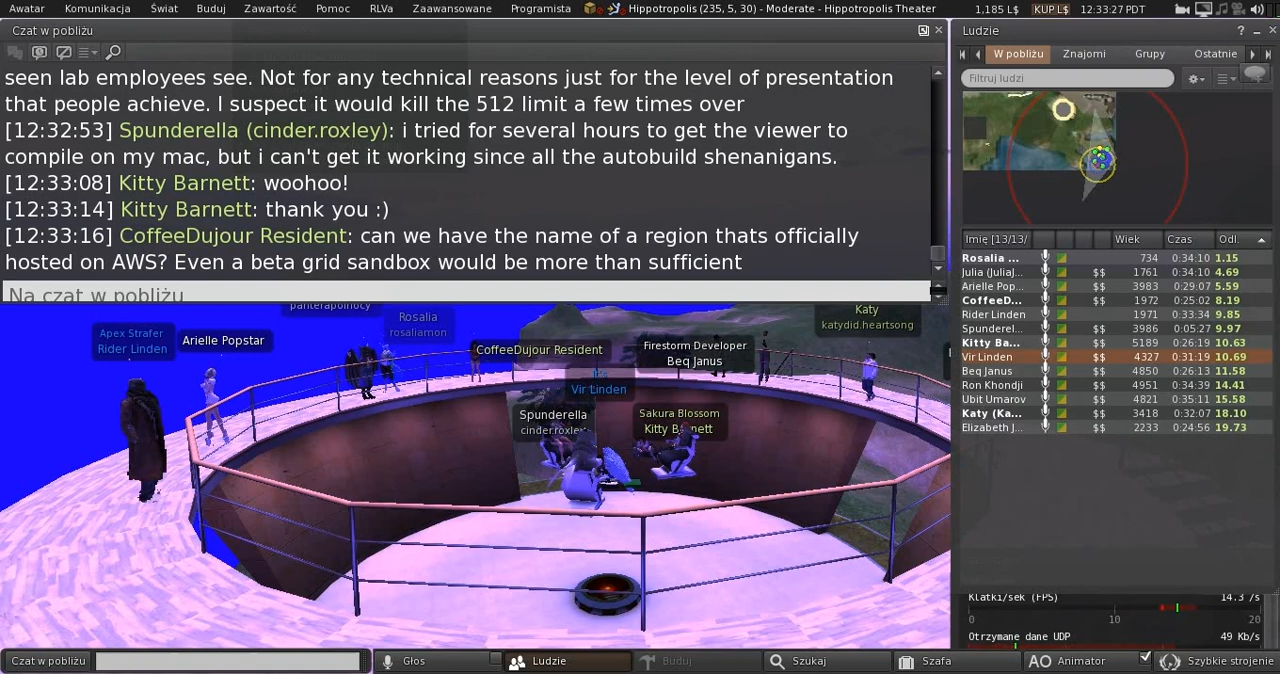 Awatar Komunikacja Świat Buduj Zawartość Pomoc RLVa Zaawansowane Programista Hippotropolis (235, 5, 30) - Moderate - Hippotropolis Theater 1,185 L$ KUP L$ 12:33:27 PDT
Czat w pobliżu
seen lab employees see. Not for any technical reasons just for the level of presentation
that people achieve. I suspect it would kill the 512 limit a few times over
[12:32:53] Spunderella (cinder.roxley): i tried for several hours to get the viewer to
compile on my mac, but i can't get it working since all the autobuild shenanigans.
[12:33:08] Kitty Barnett: woohoo!
[12:33:14] Kitty Barnett: thank you :)
[12:33:16] CoffeeDujour Resident: can we have the name of a region thats officially
hosted on AWS? Even a beta grid sandbox would be more than sufficient
Na czat w pobliżu
panterapolnocy
Rosalia
rosaliamon
Katy
katydid.heartsong
Apex Strafer
Rider Linden
Arielle Popstar
CoffeeDujour Resident
Firestorm Developer
Beq Janus
Vir Linden
Spunderella
cinder.roxley
Sakura Blossom
Kitty Barnett
Ludzie
W pobliżu Znajomi Grupy Ostatnie
Filtruj ludzi
Imię [13/13/ Wiek Czas Odl.
Rosalia ... 734 0:34:10 1.15
Julia (JuliaJ... $$ 1761 0:34:10 4.69
Arielle Pop... 3983 0:29:07 5.59
CoffeeD... $$ 1972 0:25:02 8.19
Rider Linden 1971 0:33:34 9.85
Spunderel... $$ 3986 0:05:27 9.97
Kitty Ba... $$ 5189 0:26:19 10.63
Vir Linden $$ 4327 0:31:19 10.69
Beq Janus $$ 4850 0:26:13 11.58
Ron Khondji $$ 4951 0:34:39 14.41
Ubit Umarov $$ 4821 0:35:11 15.58
Katy (Ka... $$ 3418 0:32:07 18.10
Elizabeth J... $$ 2233 0:24:56 19.73
Klatki/sek (FPS) 14.3 /s
0 10 20
Otrzymane dane UDP 49 Kb/s
Czat w pobliżu Głos Ludzie Buduj Szukaj Szafa AO Animator Szybkie strojenie